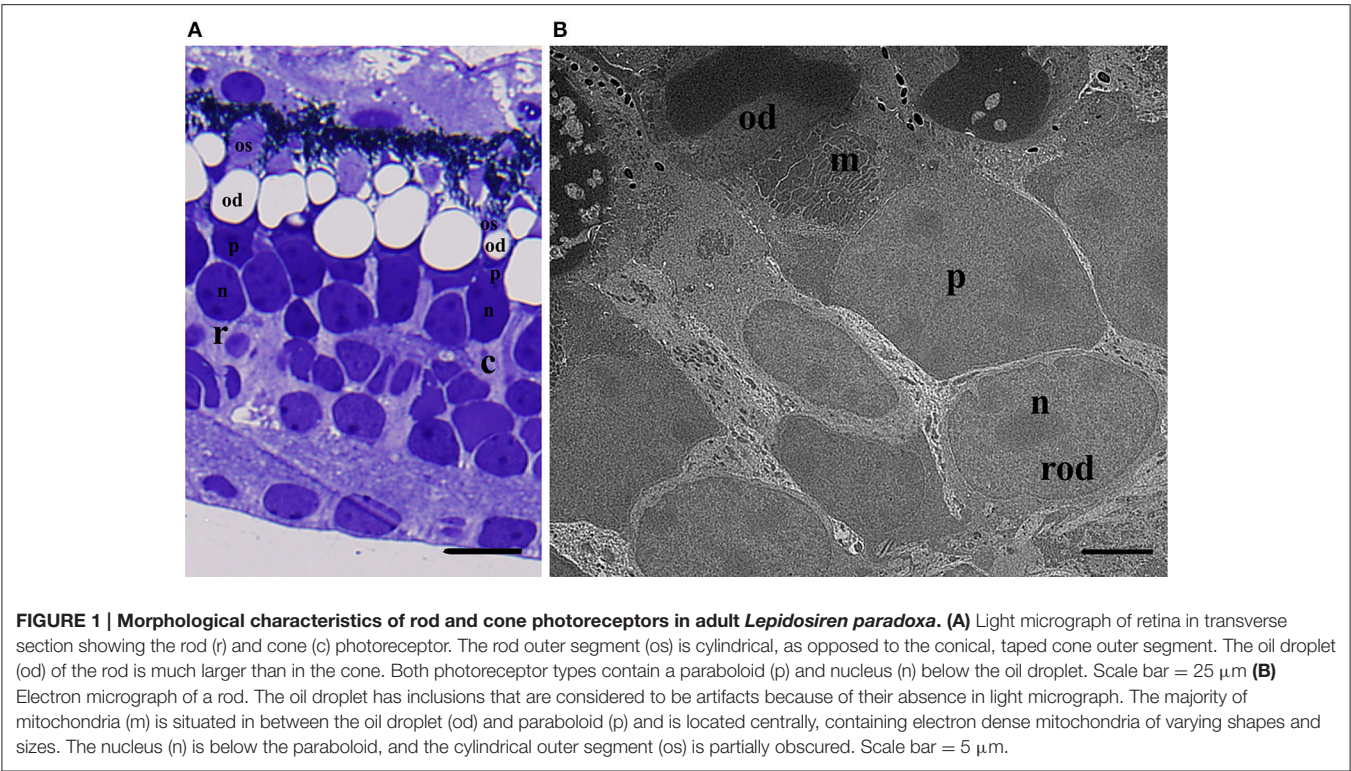 A
B
os
od
p
n
r
os
od
p
n
c
od
m
p
n
rod
FIGURE 1 | Morphological characteristics of rod and cone photoreceptors in adult Lepidosiren paradoxa. (A) Light micrograph of retina in transverse
section showing the rod (r) and cone (c) photoreceptor. The rod outer segment (os) is cylindrical, as opposed to the conical, taped cone outer segment. The oil droplet
(od) of the rod is much larger than in the cone. Both photoreceptor types contain a paraboloid (p) and nucleus (n) below the oil droplet. Scale bar = 25 μm (B)
Electron micrograph of a rod. The oil droplet has inclusions that are considered to be artifacts because of their absence in light micrograph. The majority of
mitochondria (m) is situated in between the oil droplet (od) and paraboloid (p) and is located centrally, containing electron dense mitochondria of varying shapes and
sizes. The nucleus (n) is below the paraboloid, and the cylindrical outer segment (os) is partially obscured. Scale bar = 5 μm.